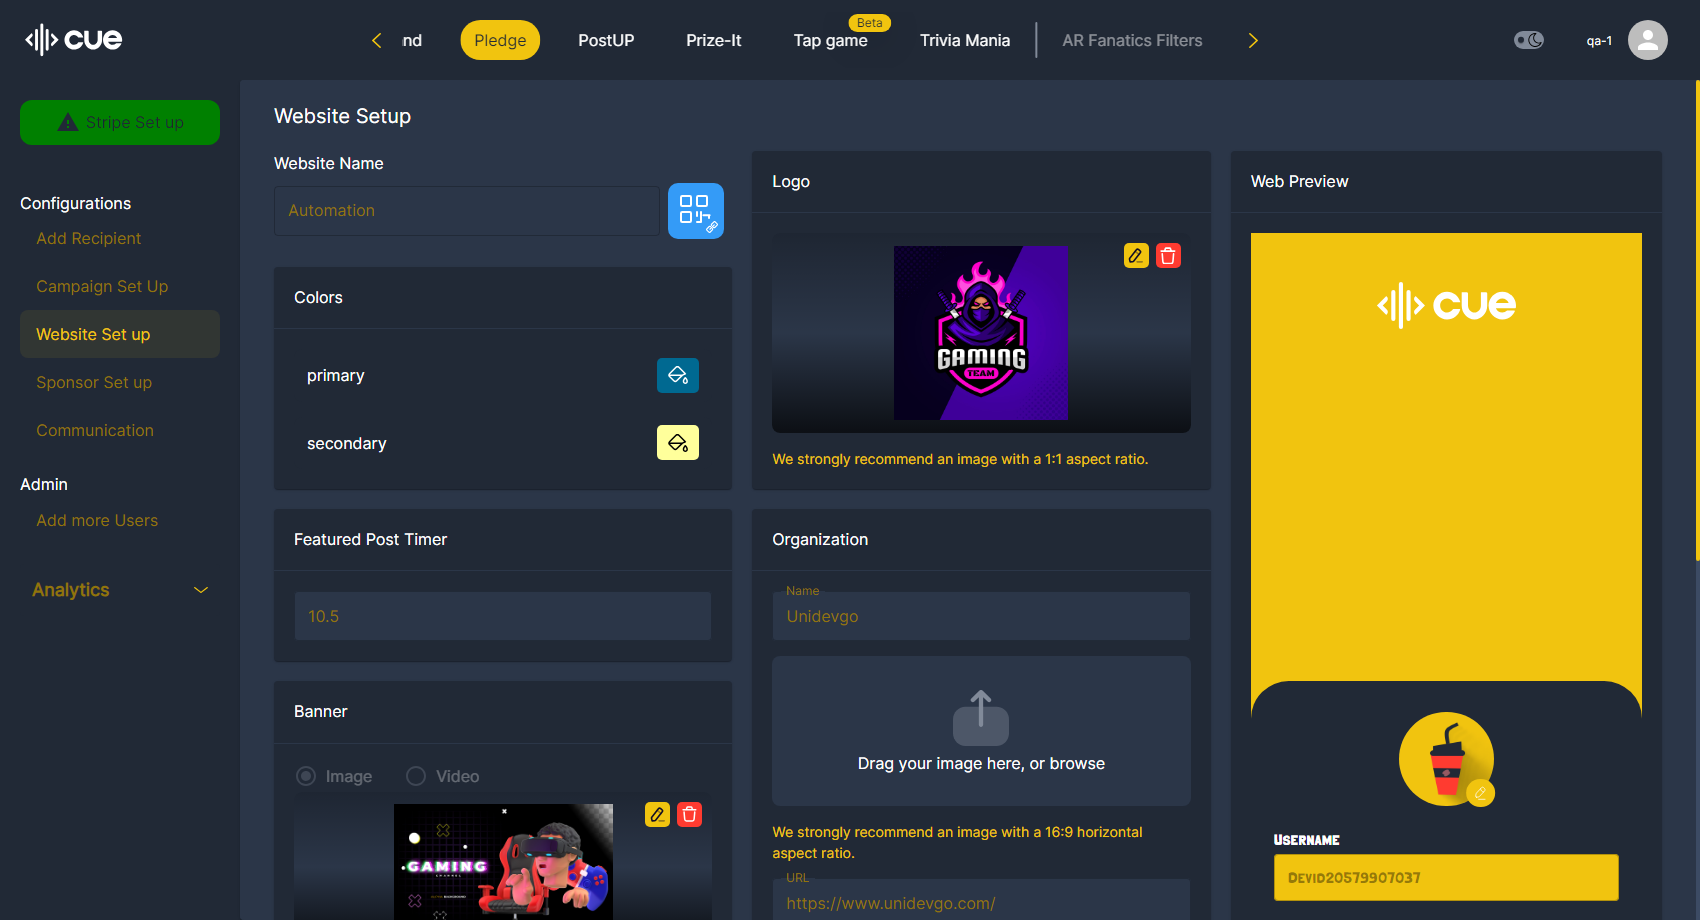 cue
Pledge
PostUP
Prize-It
Beta
Tap game
Trivia Mania
AR Fanatics Filters
qa-1
Stripe Set up
Configurations
Add Recipient
Campaign Set Up
Website Set up
Sponsor Set up
Communication
Admin
Add more Users
Analytics
Website Setup
Website Name
Automation
Colors
primary
secondary
Featured Post Timer
10.5
Banner
Image
Video
GAMING
Logo
GAMING
TEAM
We strongly recommend an image with a 1:1 aspect ratio.
Organization
Name
Unidevgo
Drag your image here, or browse
We strongly recommend an image with a 16:9 horizontal
aspect ratio.
URL
https://www.unidevgo.com/
Web Preview
cue
Username
Devid20579907037